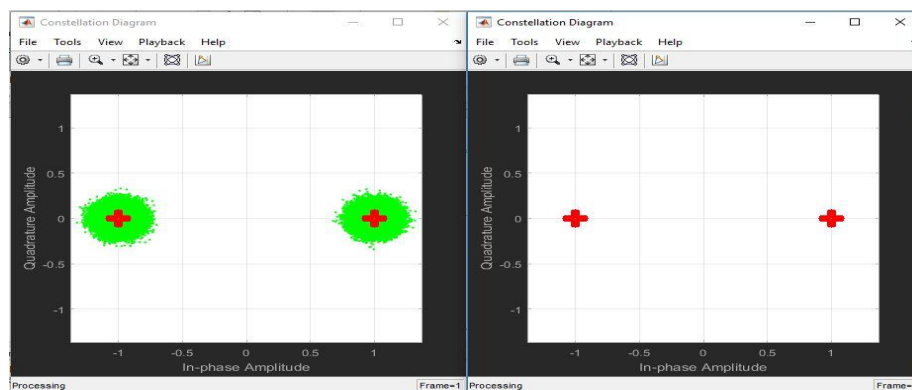 Constellation Diagram
File Tools View Playback Help
1
0.5
0
-0.5
-1
Quadrature Amplitude
-1 -0.5 0 0.5 1
In-phase Amplitude
Processing Frame=1
Constellation Diagram
File Tools View Playback Help
1
0.5
0
-0.5
-1
Quadrature Amplitude
-1 -0.5 0 0.5 1
In-phase Amplitude
Processing